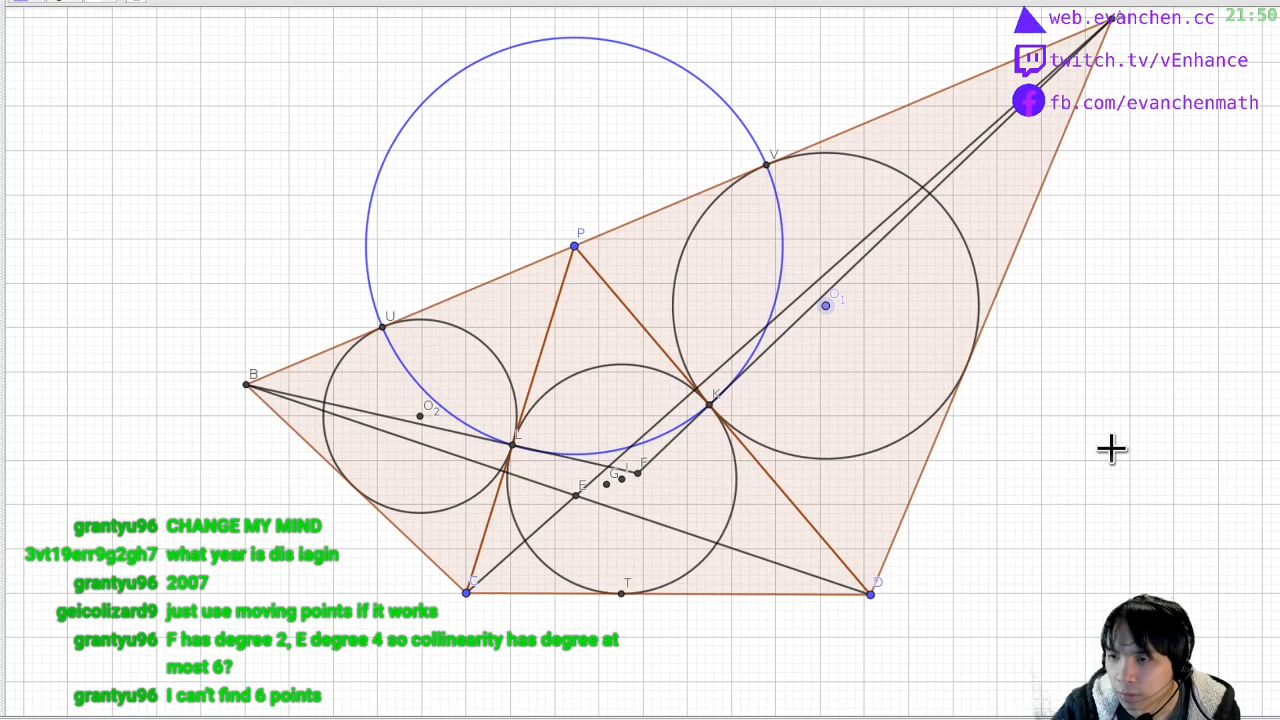 web.evanchen.cc
21:50
twitch.tv/vEnhance
fb.com/evanchenmath
V
P
O1
U
B
O2
K
L
F
G
I
E
C
T
D
grantyu96 CHANGE MY MIND
3vt19err9g2gh7 what year is dis iagin
grantyu96 2007
geicolizard9 just use moving points if it works
grantyu96 F has degree 2, E degree 4 so collinearity has degree at
most 6?
grantyu96 I can't find 6 points